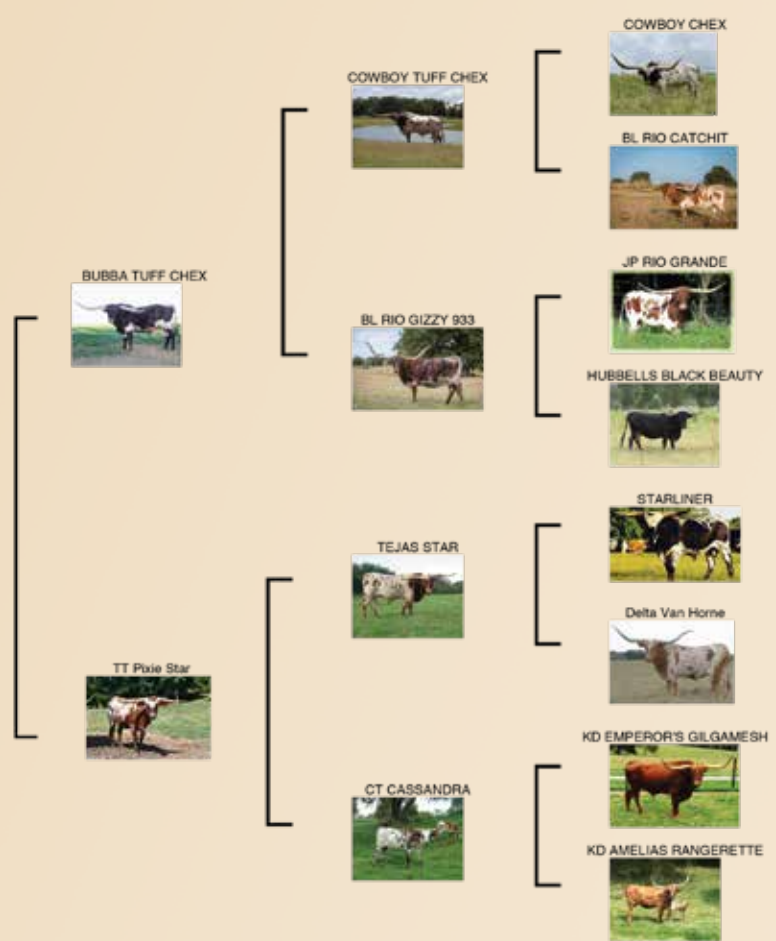 COWBOY CHEX
COWBOY TUFF CHEX
BL RIO CATCHIT
JP RIO GRANDE
BUBBA TUFF CHEX
BL RIO GIZZY 933
HUBBELLS BLACK BEAUTY
STARLINER
TEJAS STAR
Delta Van Horne
TT Pixie Star
KD EMPEROR'S GILGAMESH
CT CASSANDRA
KD AMELIAS RANGERETTE